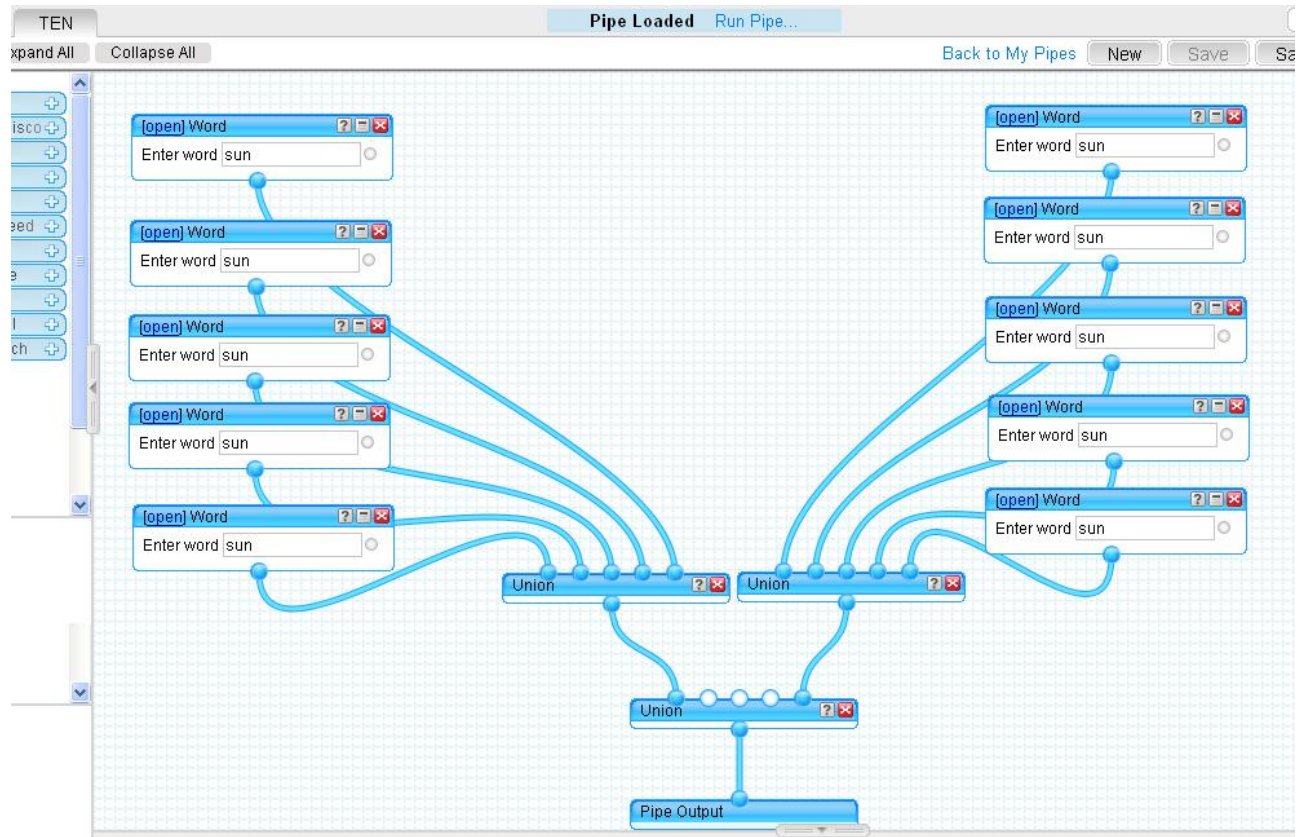 TEN
Pipe Loaded Run Pipe...
xpand All Collapse All
Back to My Pipes New Save Sa
isco
eed
e
l
ch
[open] Word
Enter word sun
[open] Word
Enter word sun
[open] Word
Enter word sun
[open] Word
Enter word sun
[open] Word
Enter word sun
[open] Word
Enter word sun
[open] Word
Enter word sun
[open] Word
Enter word sun
[open] Word
Enter word sun
[open] Word
Enter word sun
Union
Union
Union
Pipe Output